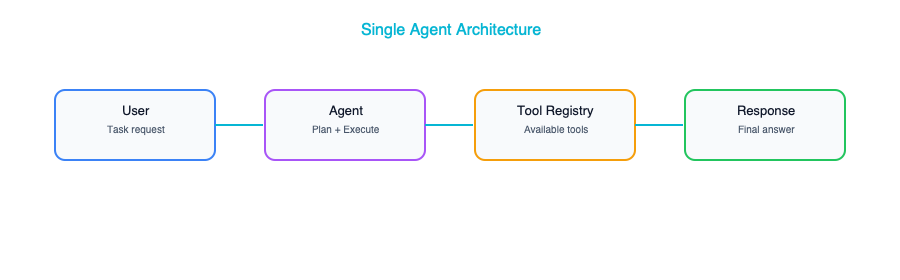 Single Agent Architecture
User
Task request
Agent
Plan + Execute
Tool Registry
Available tools
Response
Final answer